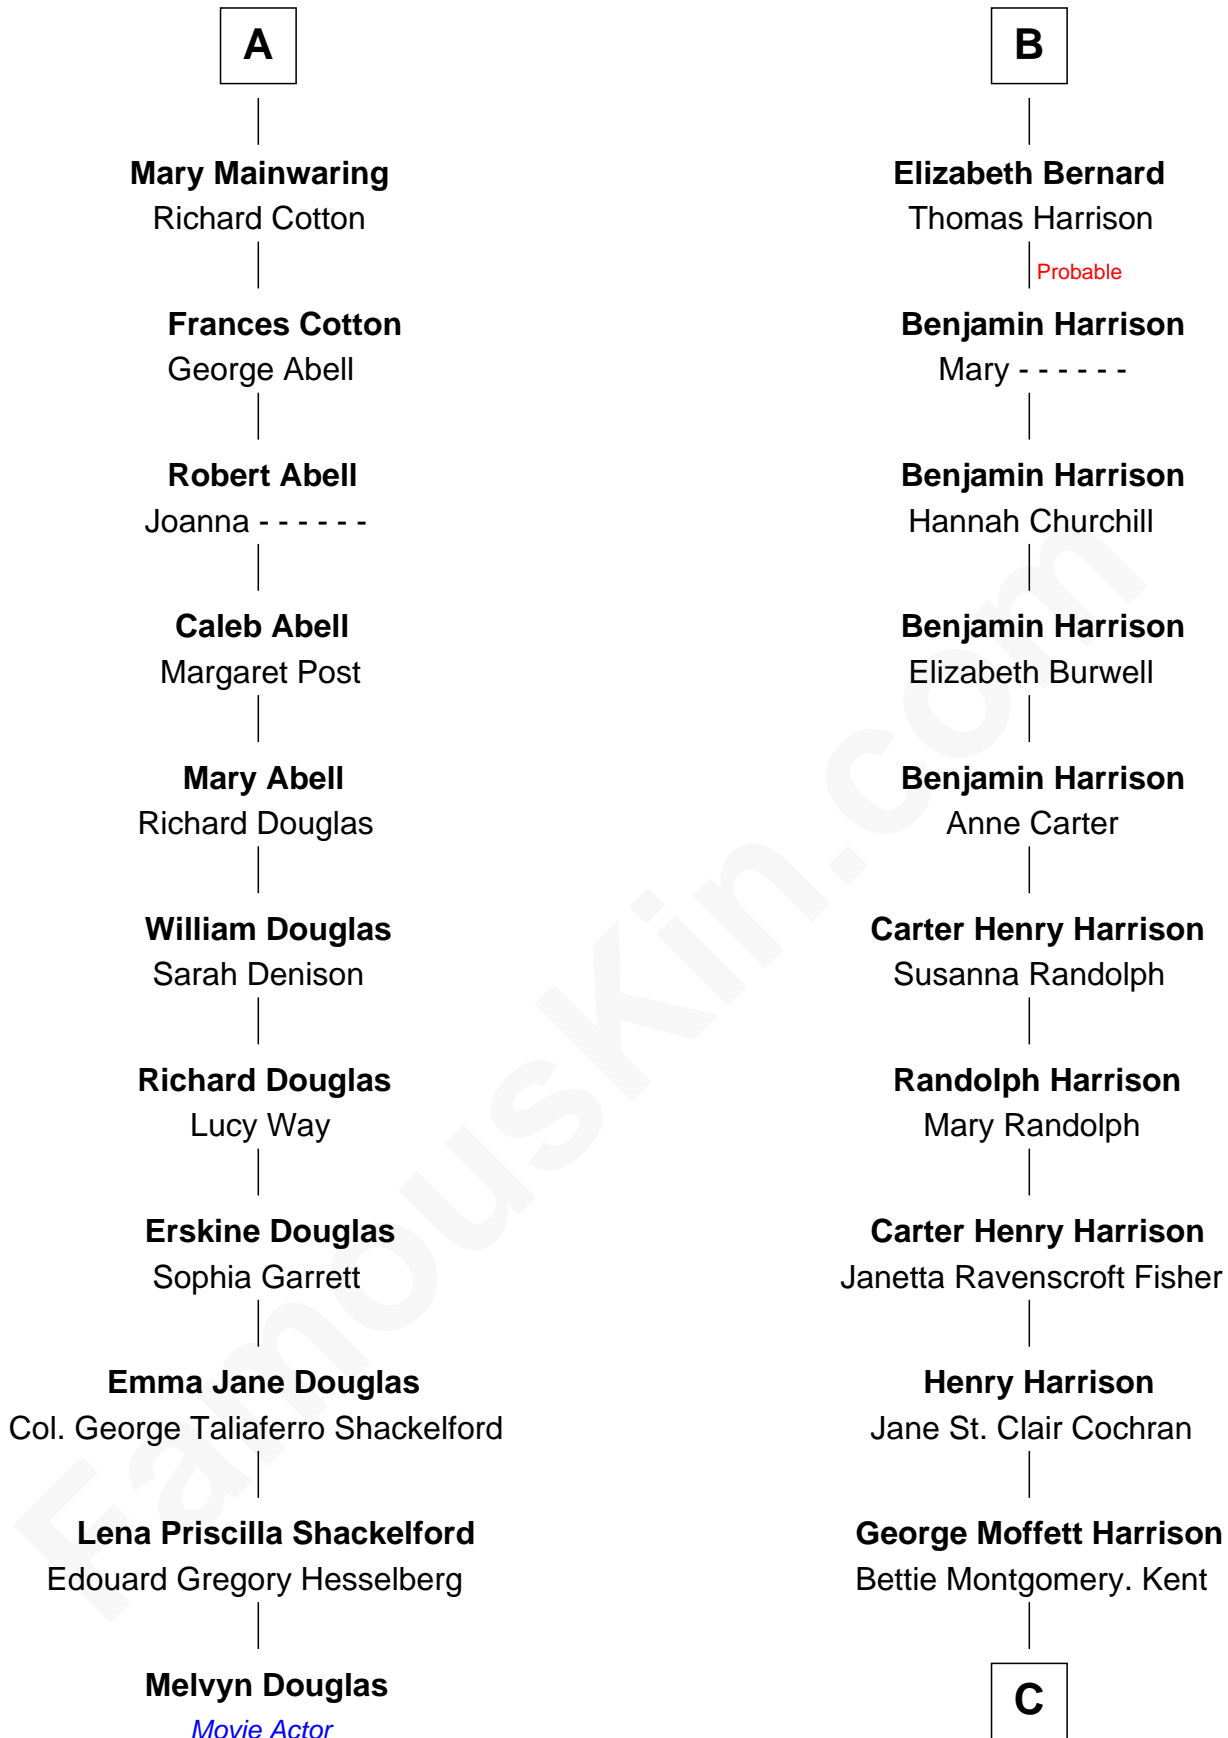 A
Mary Mainwaring
Richard Cotton
Frances Cotton
George Abell
Robert Abell
Joanna - - - - - -
Caleb Abell
Margaret Post
Mary Abell
Richard Douglas
William Douglas
Sarah Denison
Richard Douglas
Lucy Way
Erskine Douglas
Sophia Garrett
Emma Jane Douglas
Col. George Taliaferro Shackelford
Lena Priscilla Shackelford
Edouard Gregory Hesselberg
Melvyn Douglas
Movie Actor
B
Elizabeth Bernard
Thomas Harrison
Probable
Benjamin Harrison
Mary - - - - - -
Benjamin Harrison
Hannah Churchill
Benjamin Harrison
Elizabeth Burwell
Benjamin Harrison
Anne Carter
Carter Henry Harrison
Susanna Randolph
Randolph Harrison
Mary Randolph
Carter Henry Harrison
Janetta Ravenscroft Fisher
Henry Harrison
Jane St. Clair Cochran
George Moffett Harrison
Bettie Montgomery. Kent
C
FamousKin.com